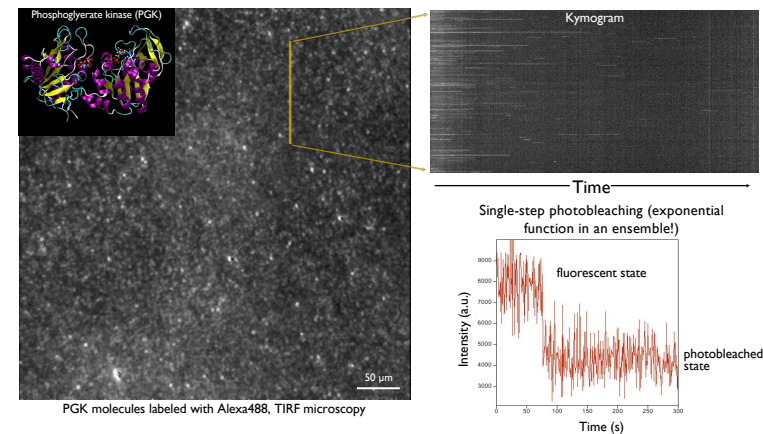 Phosphoglyerate kinase (PGK)
Kymogram
Time
50 µm
PGK molecules labeled with Alexa488, TIRF microscopy
Single-step photobleaching (exponential
function in an ensemble!)
fluorescent state
photobleached
state
Intensity (a.u.)
9000
8000
7000
6000
5000
4000
3000
0
50
100
150
200
250
300
Time (s)